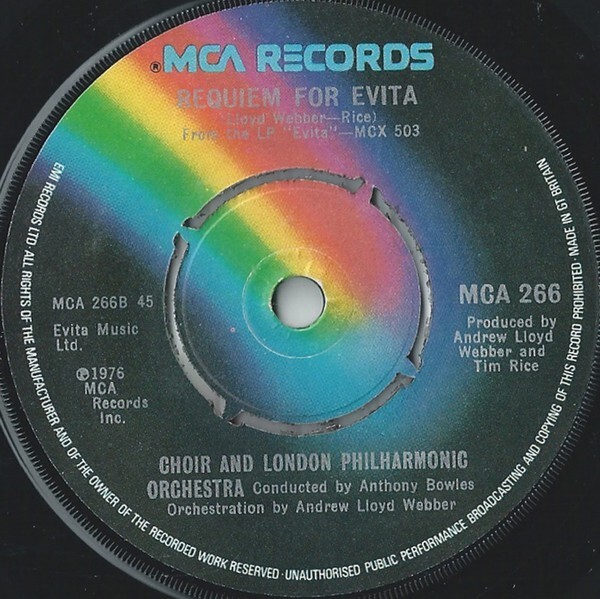 ®MCA RECORDS
REQUIEM FOR EVITA
(Lloyd Webber—Rice)
From the LP "Evita"—MCX 503
MCA 266B 45
Evita Music
Ltd.
℗1976
MCA
Records
Inc.
MCA 266
Produced by
Andrew Lloyd
Webber and
Tim Rice
CHOIR AND LONDON PHILHARMONIC
ORCHESTRA Conducted by Anthony Bowles
Orchestration by Andrew Lloyd Webber
EMI RECORDS LTD·ALL RIGHTS OF THE MANUFACTURER AND OF THE OWNER OF THE RECORDED WORK RESERVED·UNAUTHORISED PUBLIC PERFORMANCE BROADCASTING AND COPYING OF THIS RECORD PROHIBITED·MADE IN GT BRITAIN